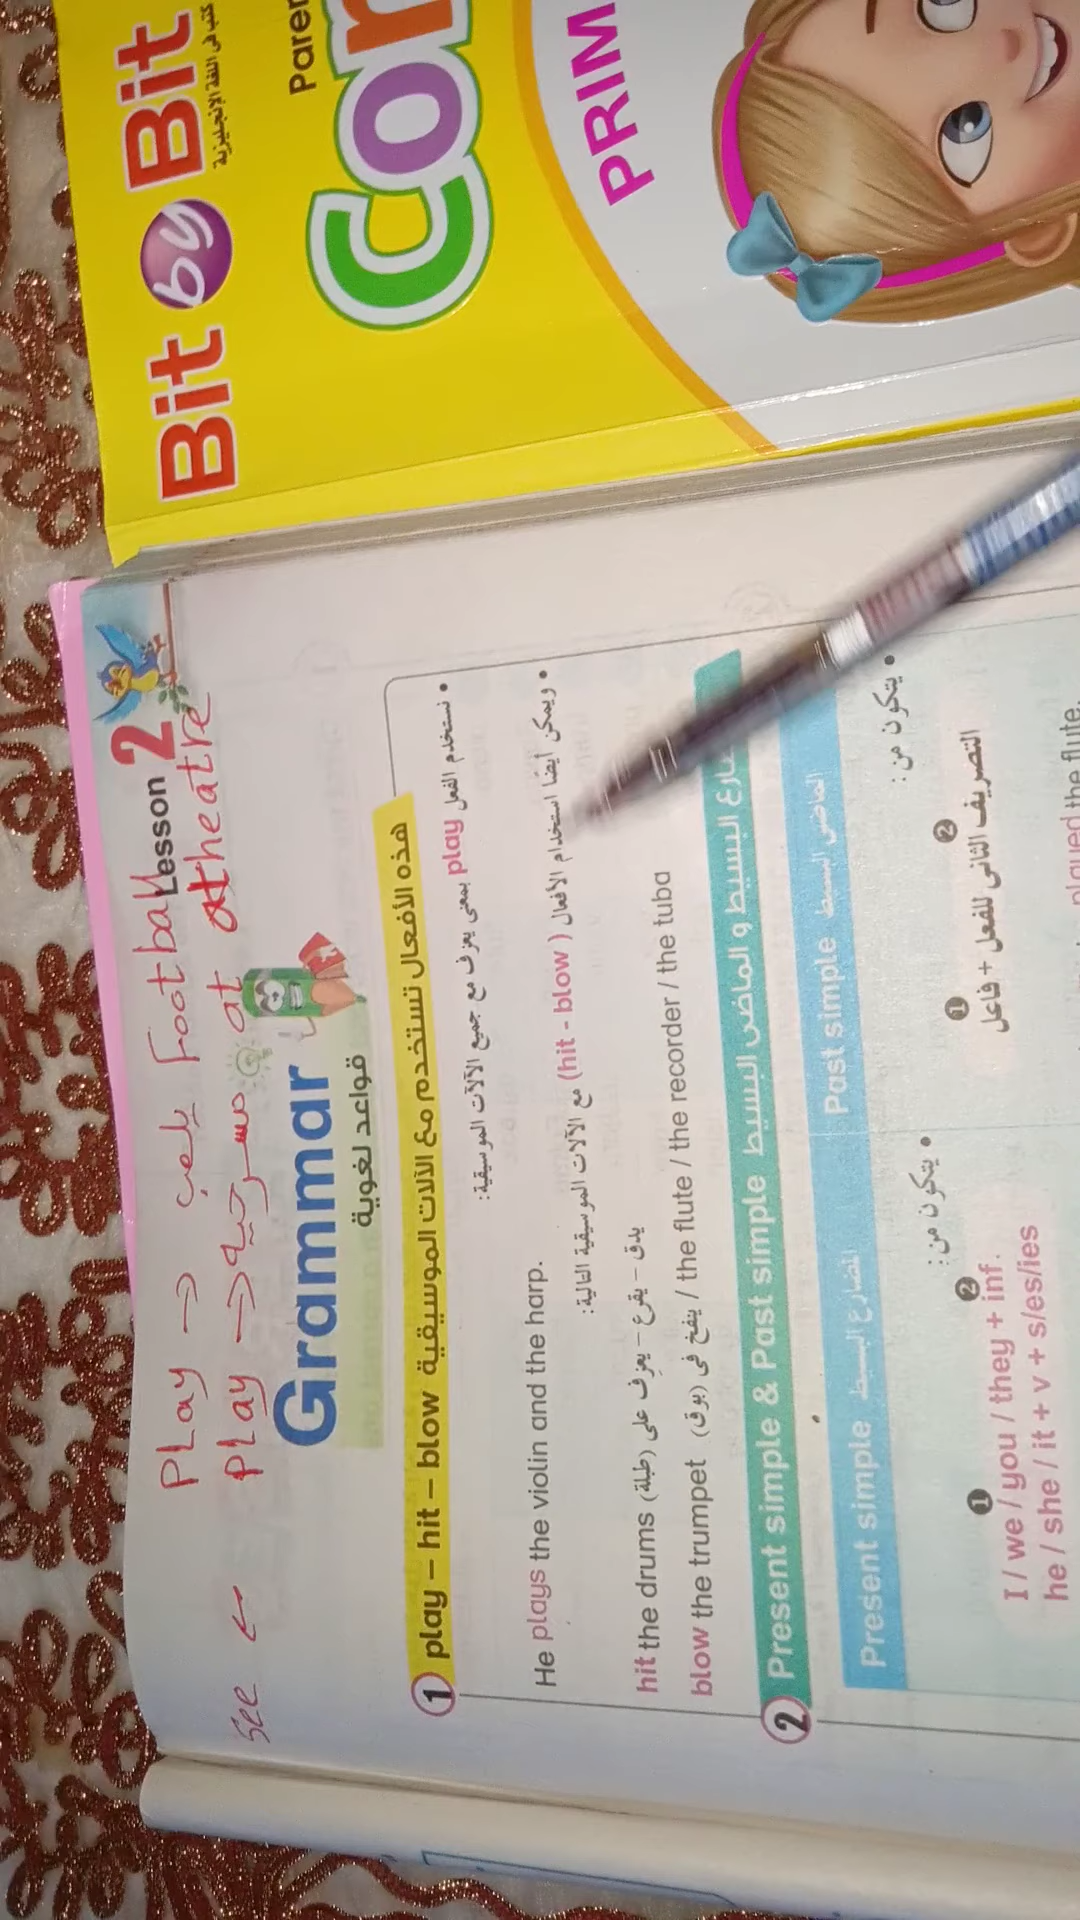 Bit by Bit
كتب فى اللغة الإنجليزية
PRIM
Lesson 2
Play → يلعب Football
See ← Play → مسرحية at atheatre
Grammar
قواعد لغوية
1 play – hit – blow هذه الأفعال تستخدم مع الآلات الموسيقية
• نستخدم الفعل play بمعنى يعزف مع جميع الآلات الموسيقية:
He plays the violin and the harp.
• ويمكن أيضًا استخدام الأفعال (hit - blow) مع الآلات الموسيقية التالية:
hit the drums (طبلة) يدق – يقرع – يعزف على
blow the trumpet (بوق) ينفخ فى / the flute / the recorder / the tuba
2 Present simple & Past simple البسيط و الماضى البسيط
Present simple المضارع البسيط
Past simple الماضى البسيط
• يتكون من:
• يتكون من:
1 2
I / we / you / they + inf.
he / she / it + v + s/es/ies
1 2
التصريف الثانى للفعل + فاعل
played the flute.